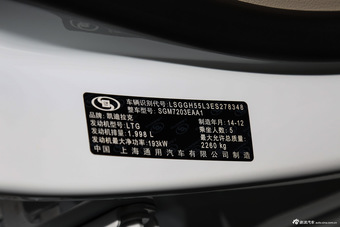 车辆识别代号: LSGGH55L3ES278348
整车型号: SGM7203EAA1
品牌: 凯迪拉克
制造年月: 14-12
发动机型号: LTG
乘坐人数: 5
发动机排量: 1.998 L
最大允许总质量:
发动机最大净功率: 193kW
2260 kg
中国 上海通用汽车有限公司制造